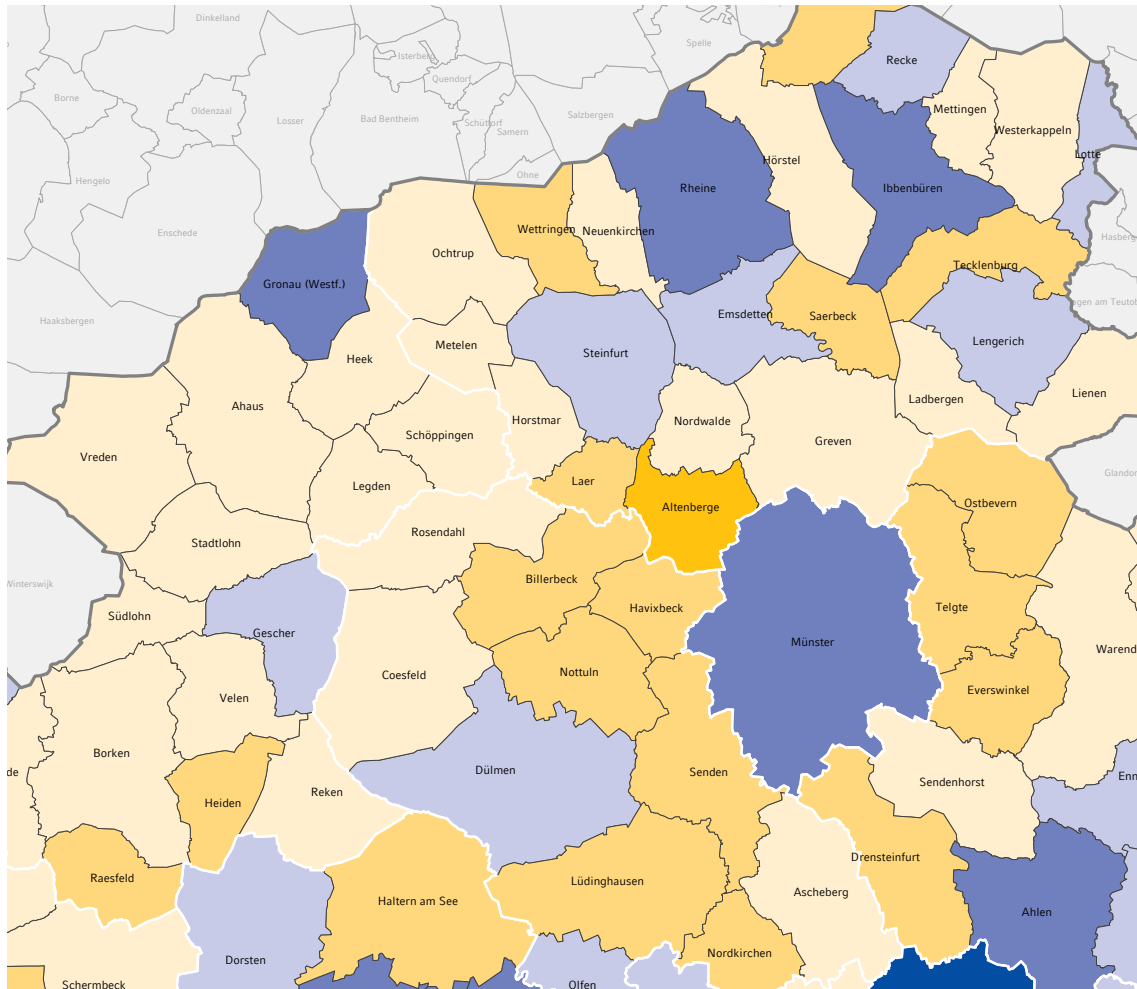 Dinkelland
Spelle
Isterberg
Recke
Quendorf
Borne
Oldenzaal
Mettingen
Losser
Bad Bentheim
Salzbergen
Schüttorf
Samern
Westerkappeln
Lotte
Hörstel
Hengelo
Ohne
Rheine
Ibbenbüren
Enschede
Wettringen
Neuenkirchen
Hasberge
Ochtrup
Tecklenburg
Gronau (Westf.)
Haaksbergen
Emsdetten
Saerbeck
Lengerich
Metelen
Steinfurt
Heek
Ahaus
Schöppingen
Horstmar
Nordwalde
Greven
Ladbergen
Lienen
Vreden
Legden
Laer
Altenberge
Ostbevern
Glandor
Stadtlohn
Rosendahl
Winterswijk
Billerbeck
Havixbeck
Telgte
Südlohn
Gescher
Münster
Warend
Coesfeld
Nottuln
Everswinkel
Velen
Borken
de
Dülmen
Senden
Sendenhorst
Enn
Heiden
Reken
Raesfeld
Lüdinghausen
Drensteinfurt
Haltern am See
Ascheberg
Ahlen
Dorsten
Nordkirchen
Schermbeck
Olfen